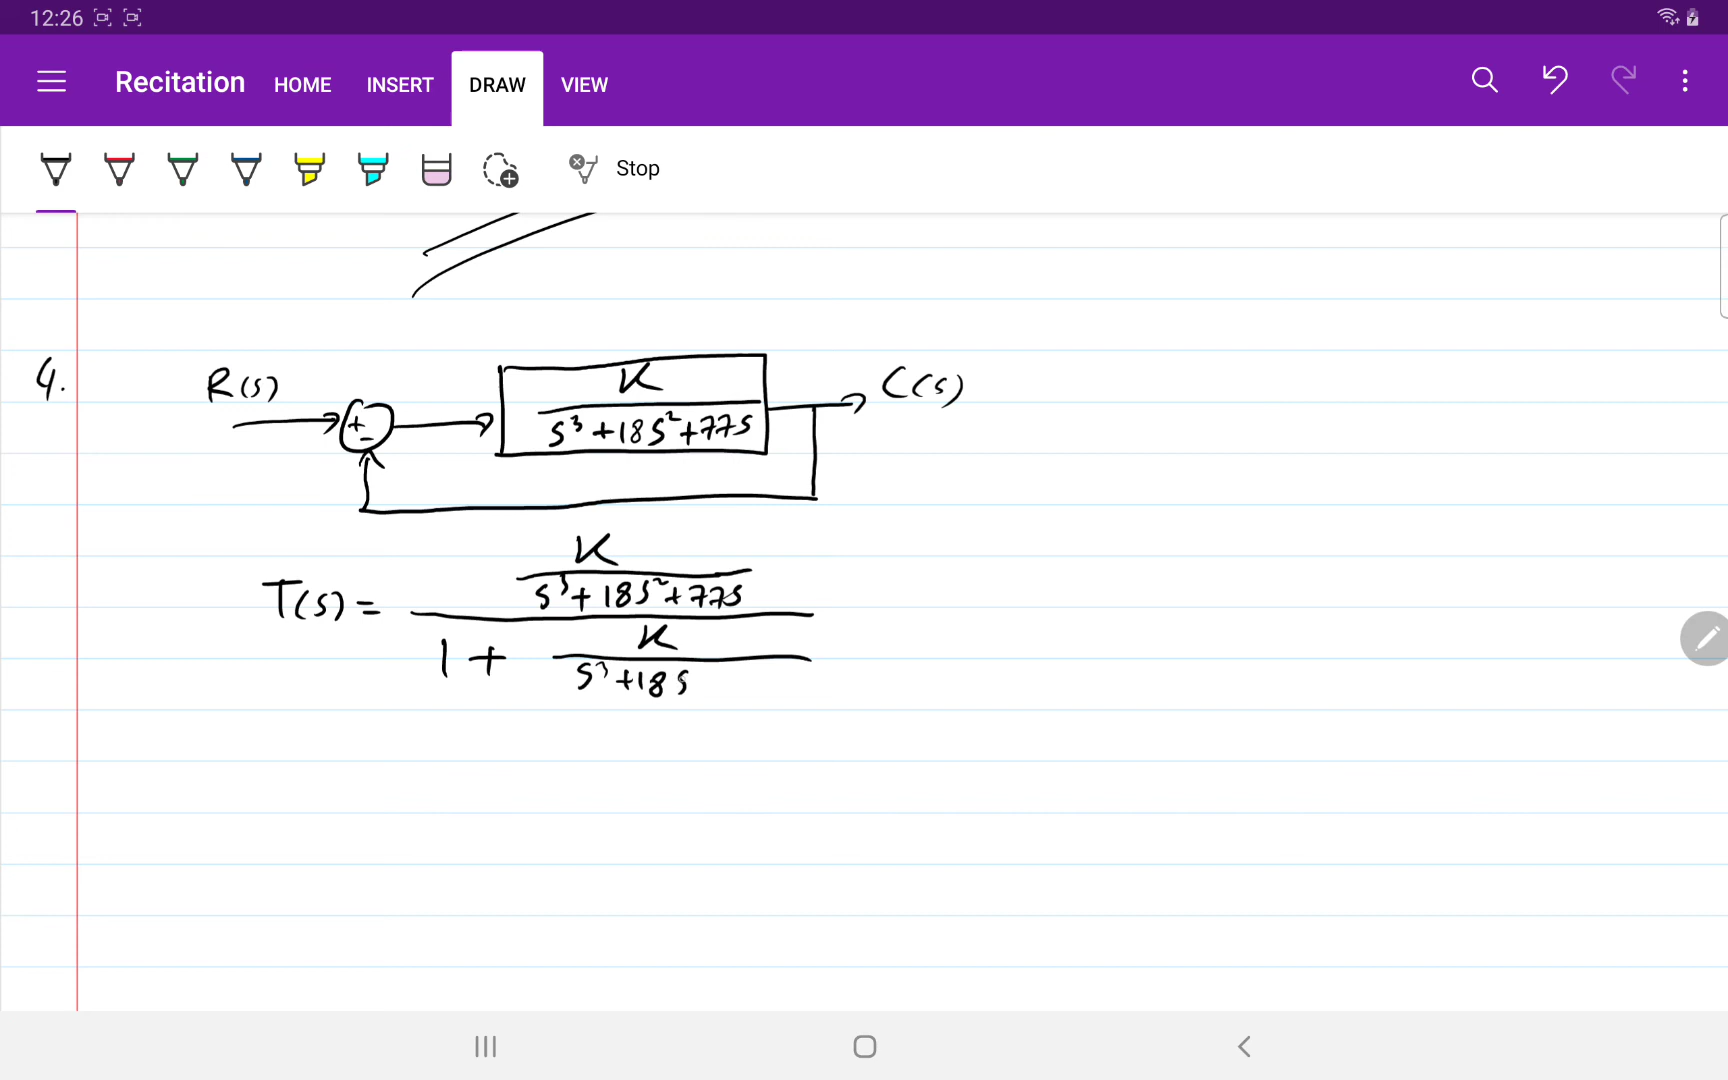 12:26
Recitation HOME INSERT DRAW VIEW
Stop
4.
R(s)
K
C(s)
+
-
s³+18s²+77s
K
s³+18s²+77s
T(s)=
K
1+
s³+18s